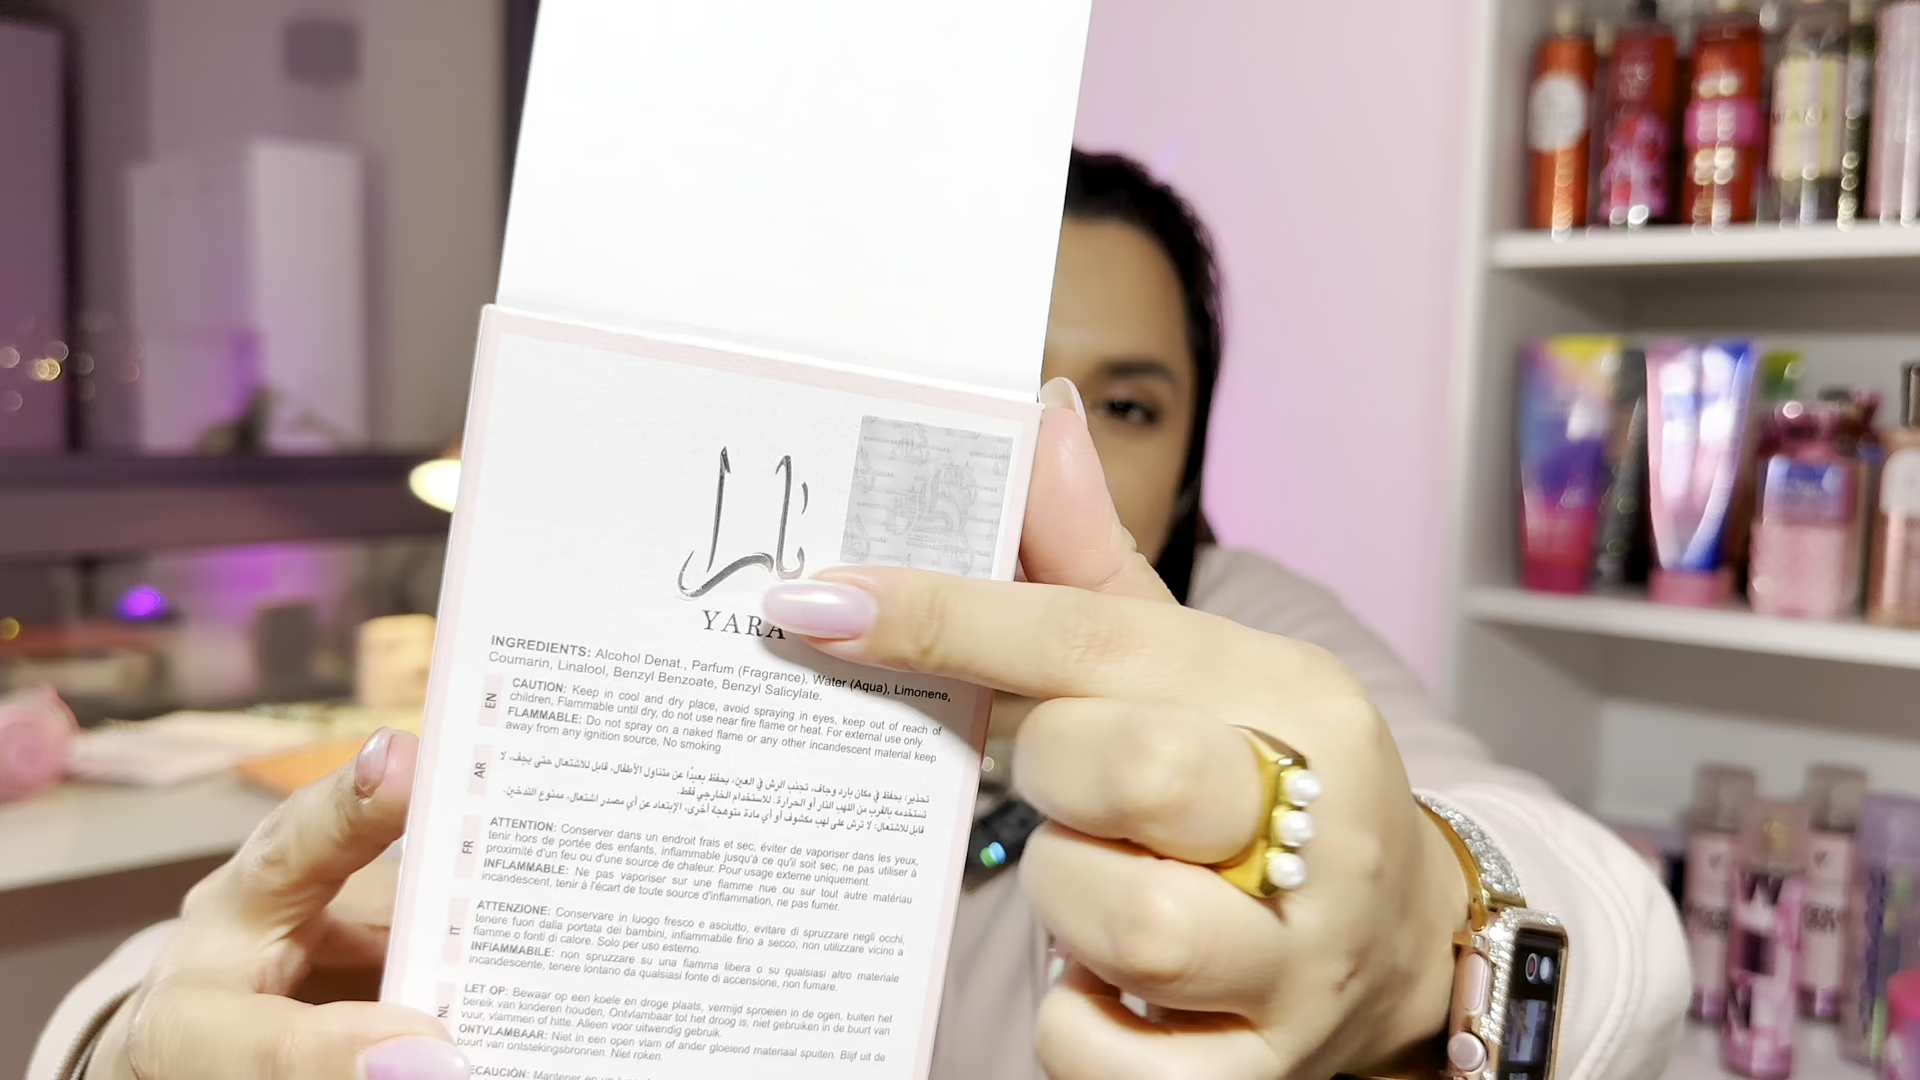 يارا
YARA
INGREDIENTS: Alcohol Denat., Parfum (Fragrance), Water (Aqua), Limonene,
Coumarin, Linalool, Benzyl Benzoate, Benzyl Salicylate.
EN
CAUTION: Keep in cool and dry place, avoid spraying in eyes, keep out of reach of
children, Flammable until dry, do not use near fire flame or heat. For external use only.
FLAMMABLE: Do not spray on a naked flame or any other incandescent material keep
away from any ignition source, No smoking.
AR
تحذير: يحفظ في مكان بارد وجاف، تجنب الرش في العين، يحفظ بعيدًا عن متناول الأطفال، قابل للاشتعال حتى يجف، لا
تستخدمه بالقرب من اللهب النار أو الحرارة. للاستخدام الخارجي فقط.
قابل للاشتعال: لا ترش على لهب مكشوف أو أي مادة متوهجة أخرى، الإبتعاد عن أي مصدر اشتعال، ممنوع التدخين.
FR
ATTENTION: Conserver dans un endroit frais et sec, éviter de vaporiser dans les yeux,
tenir hors de portée des enfants, inflammable jusqu'à ce qu'il soit sec, ne pas utiliser à
proximité d'un feu ou d'une source de chaleur. Pour usage externe uniquement.
INFLAMMABLE: Ne pas vaporiser sur une flamme nue ou sur tout autre matériau
incandescent, tenir à l'écart de toute source d'inflammation, ne pas fumer.
IT
ATTENZIONE: Conservare in luogo fresco e asciutto, evitare di spruzzare negli occhi,
tenere fuori dalla portata dei bambini, infiammabile fino a secco, non utilizzare vicino a
fiamme o fonti di calore. Solo per uso esterno.
INFIAMMABILE: non spruzzare su una fiamma libera o su qualsiasi altro materiale
incandescente, tenere lontano da qualsiasi fonte di accensione, non fumare.
NL
LET OP: Bewaar op een koele en droge plaats, vermijd sproeien in de ogen, buiten het
bereik van kinderen houden, Ontvlambaar tot het droog is, niet gebruiken in de buurt van
vuur, vlammen of hitte. Alleen voor uitwendig gebruik.
ONTVLAMBAAR: Niet in een open vlam of ander gloeiend materiaal spuiten. Blijf uit de
buurt van ontstekingsbronnen. Niet roken.
ECAUCIÓN: Mantener en un